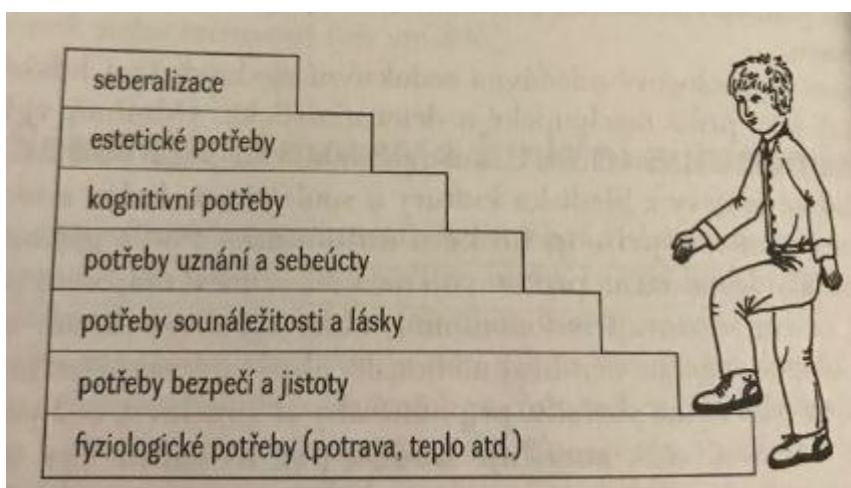 seberalizace
estetické potřeby
kognitivní potřeby
potřeby uznání a sebeúcty
potřeby sounáležitosti a lásky
potřeby bezpečí a jistoty
fyziologické potřeby (potrava, teplo atd.)